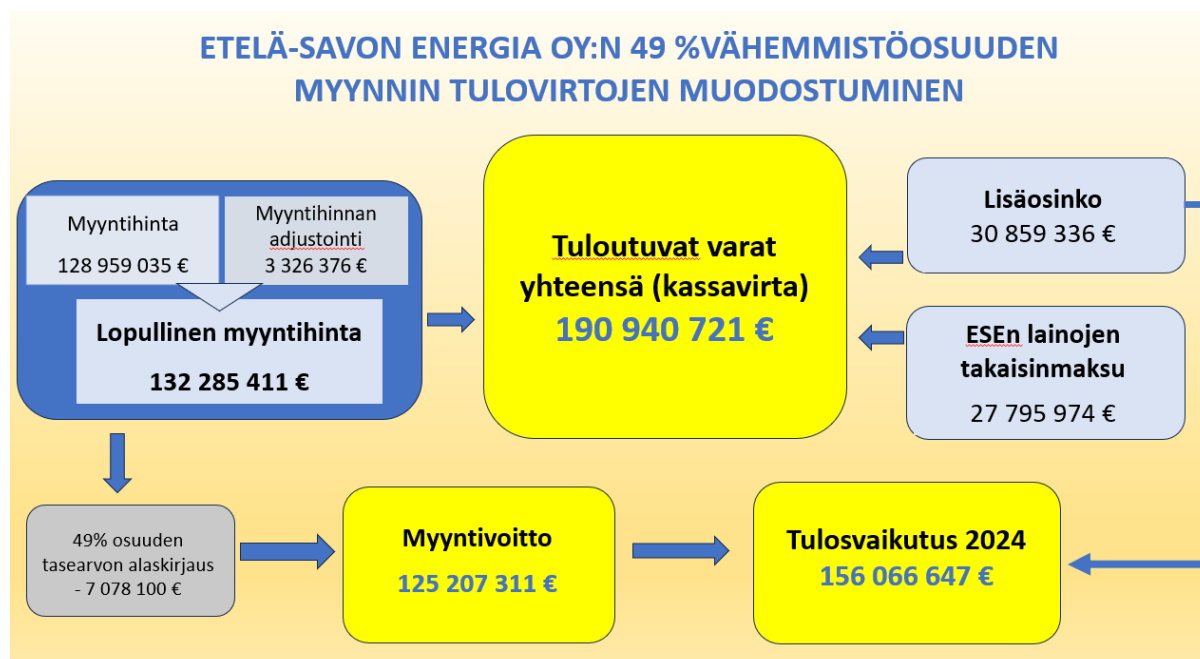 ETELÄ-SAVON ENERGIA OY:N 49 %VÄHEMMISTÖOSUUDEN
MYYNNIN TULOVIRTOJEN MUODOSTUMINEN
Myyntihinta
128 959 035 €
Myyntihinnan
adjustointi
3 326 376 €
Lopullinen myyntihinta
132 285 411 €
Tuloutuvat varat
yhteensä (kassavirta)
190 940 721 €
Lisäosinko
30 859 336 €
ESEn lainojen
takaisinmaksu
27 795 974 €
49% osuuden
tasearvon alaskirjaus
- 7 078 100 €
Myyntivoitto
125 207 311 €
Tulosvaikutus 2024
156 066 647 €